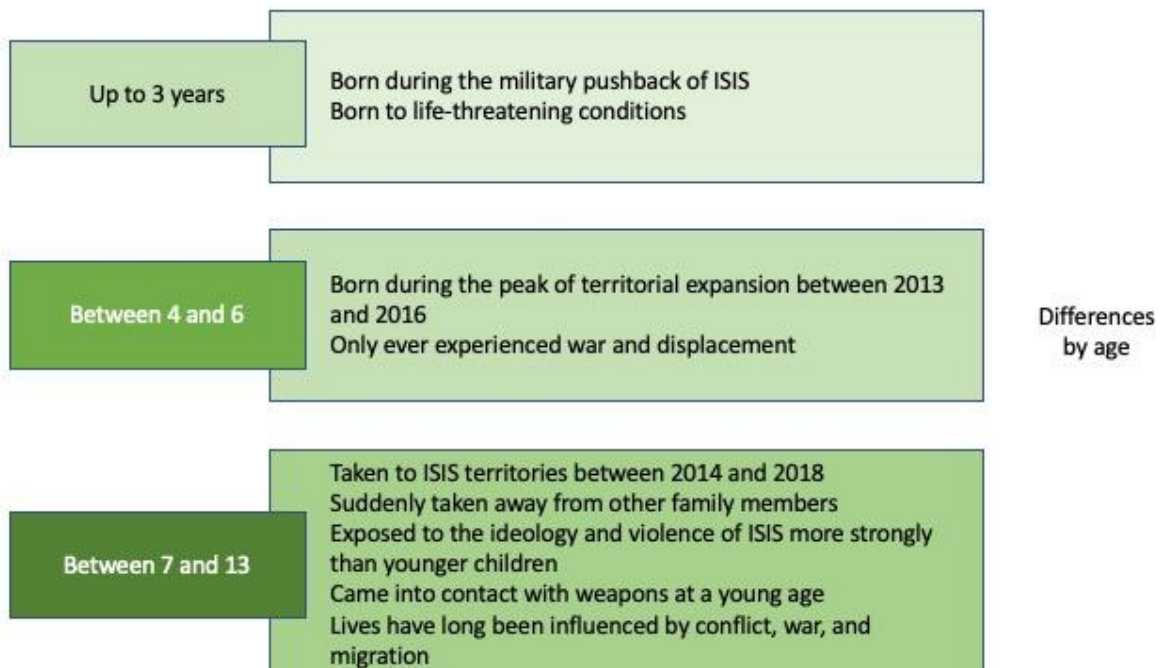 Up to 3 years
Born during the military pushback of ISIS
Born to life-threatening conditions
Between 4 and 6
Born during the peak of territorial expansion between 2013
and 2016
Only ever experienced war and displacement
Differences
by age
Between 7 and 13
Taken to ISIS territories between 2014 and 2018
Suddenly taken away from other family members
Exposed to the ideology and violence of ISIS more strongly
than younger children
Came into contact with weapons at a young age
Lives have long been influenced by conflict, war, and
migration